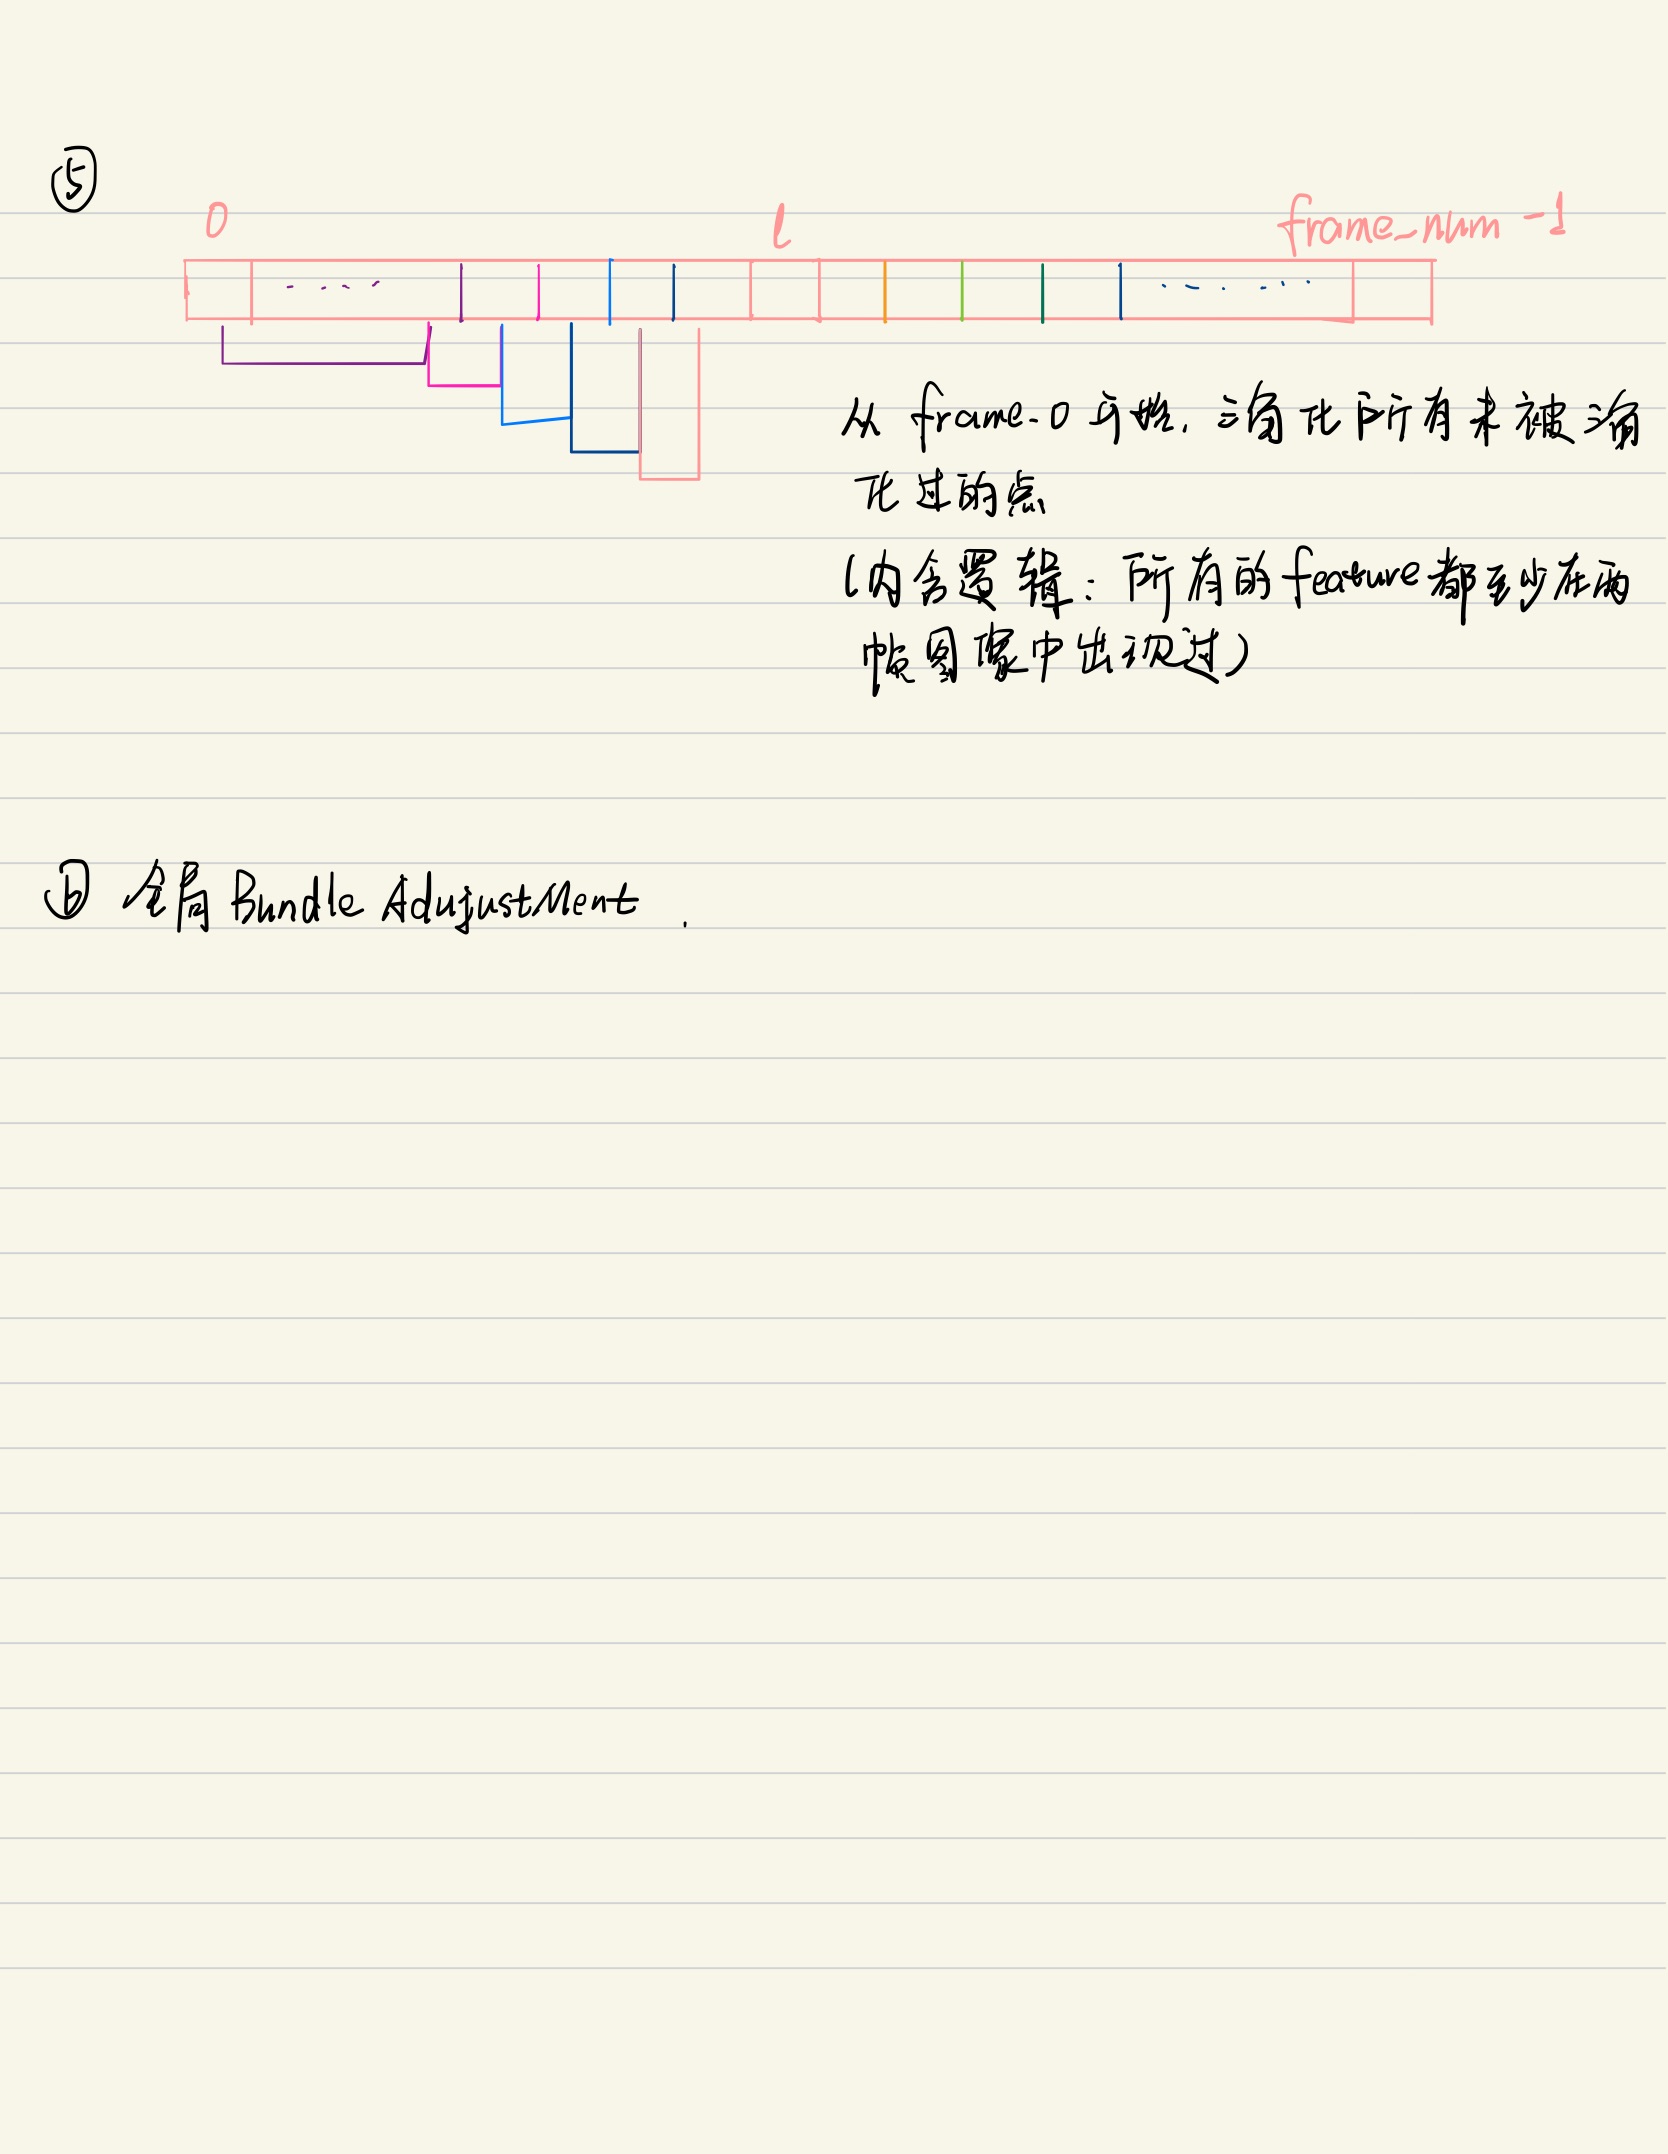 ⑤
0 l frame_num -1
从 frame-0 开始, 三角化所有未被三角
化过的点
(内含逻辑: 所有的feature都至少在两
帧图像中出现过)
⑥ 全局 Bundle AdujustMent .